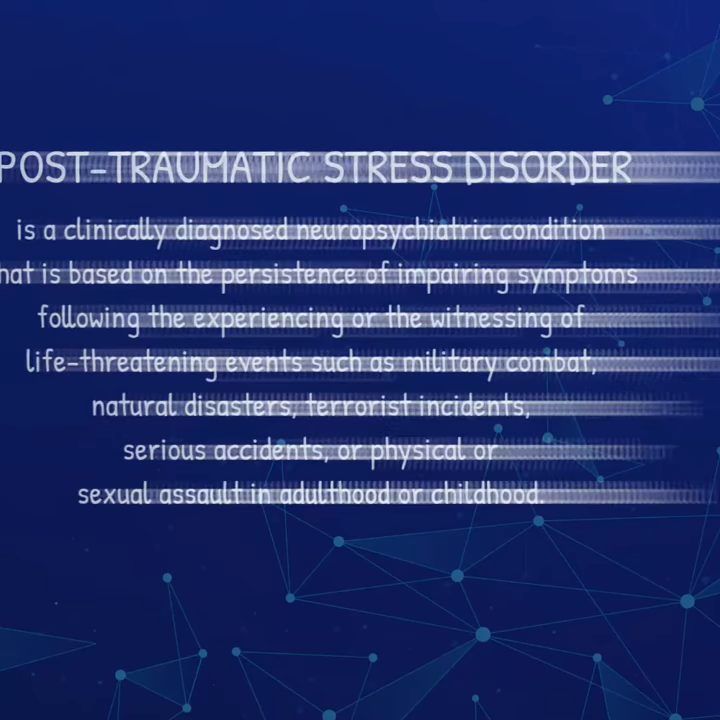 POST-TRAUMATIC STRESS DISORDER
is a clinically diagnosed neuropsychiatric condition
hat is based on the persistence of impairing symptoms
following the experiencing or the witnessing of
life-threatening events such as military combat,
natural disasters, terrorist incidents,
serious accidents, or physical or
sexual assault in adulthood or childhood.